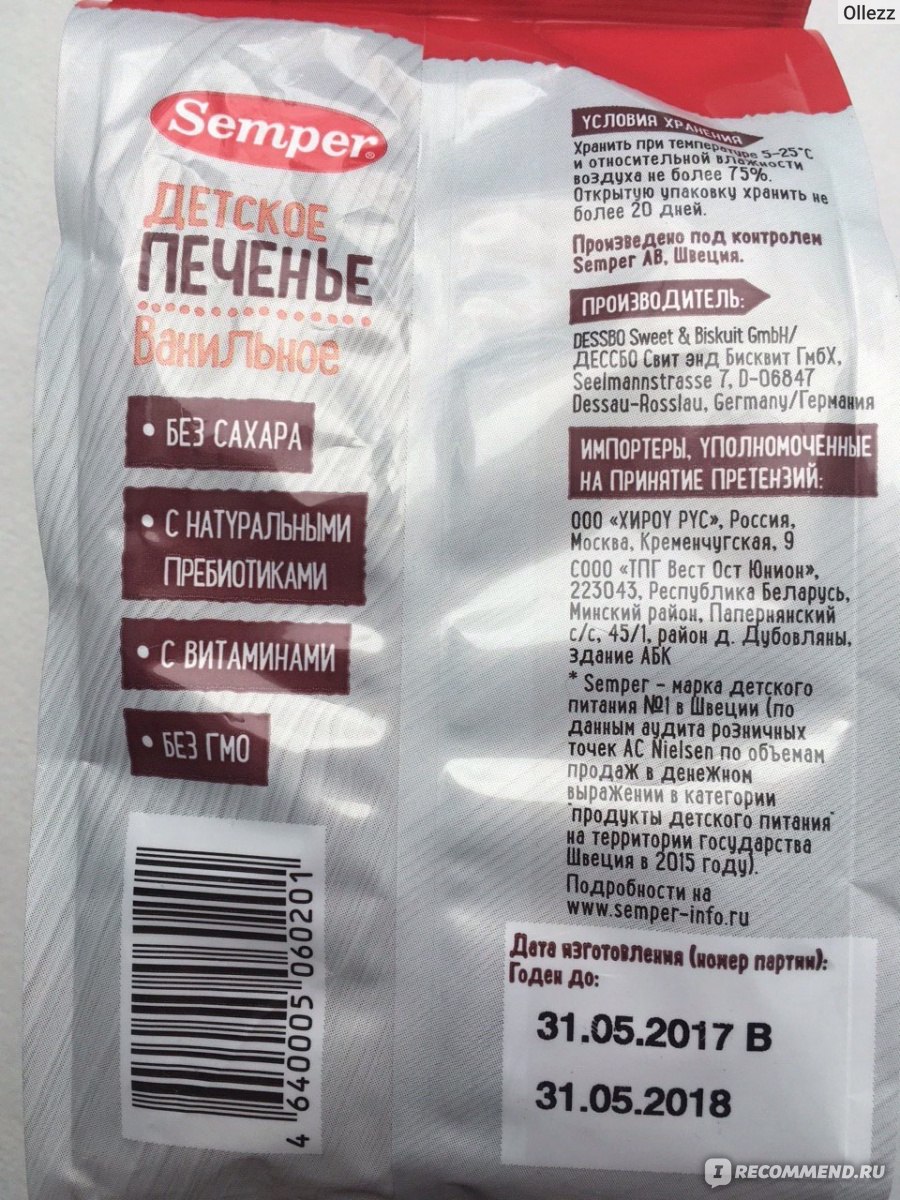 Ollezz
Semper®
ДЕТСКОЕ
ПЕЧЕНЬЕ
Ванильное
• БЕЗ САХАРА
• С НАТУРАЛЬНЫМИ
ПРЕБИОТИКАМИ
• С ВИТАМИНАМИ
• БЕЗ ГМО
4 640005 060201
УСЛОВИЯ ХРАНЕНИЯ
Хранить при температуре 5-25°С
и относительной влажности
воздуха не более 75%.
Открытую упаковку хранить не
более 20 дней.
Произведено под контролем
Semper AB, Швеция.
ПРОИЗВОДИТЕЛЬ:
DESSBO Sweet & Biskuit GmbH/
ДЕССБО Свит энд Бисквит ГмбХ,
Seelmannstrasse 7, D-06847
Dessau-Rosslau, Germany/Германия
ИМПОРТЕРЫ, УПОЛНОМОЧЕННЫЕ
НА ПРИНЯТИЕ ПРЕТЕНЗИЙ:
ООО «ХИРОУ РУС», Россия,
Москва, Кременчугская, 9
СООО «ТПГ Вест Ост Юнион»,
223043, Республика Беларусь,
Минский район, Папернянский
с/с, 45/1, район д. Дубовляны,
здание АБК
* Semper - марка детского
питания №1 в Швеции (по
данным аудита розничных
точек AC Nielsen по объемам
продаж в денежном
выражении в категории
"продукты детского питания"
на территории государства
Швеция в 2015 году).
Подробности на
www.semper-info.ru
Дата изготовления (номер партии):
Годен до:
31.05.2017 B
31.05.2018
IRECOMMEND.RU